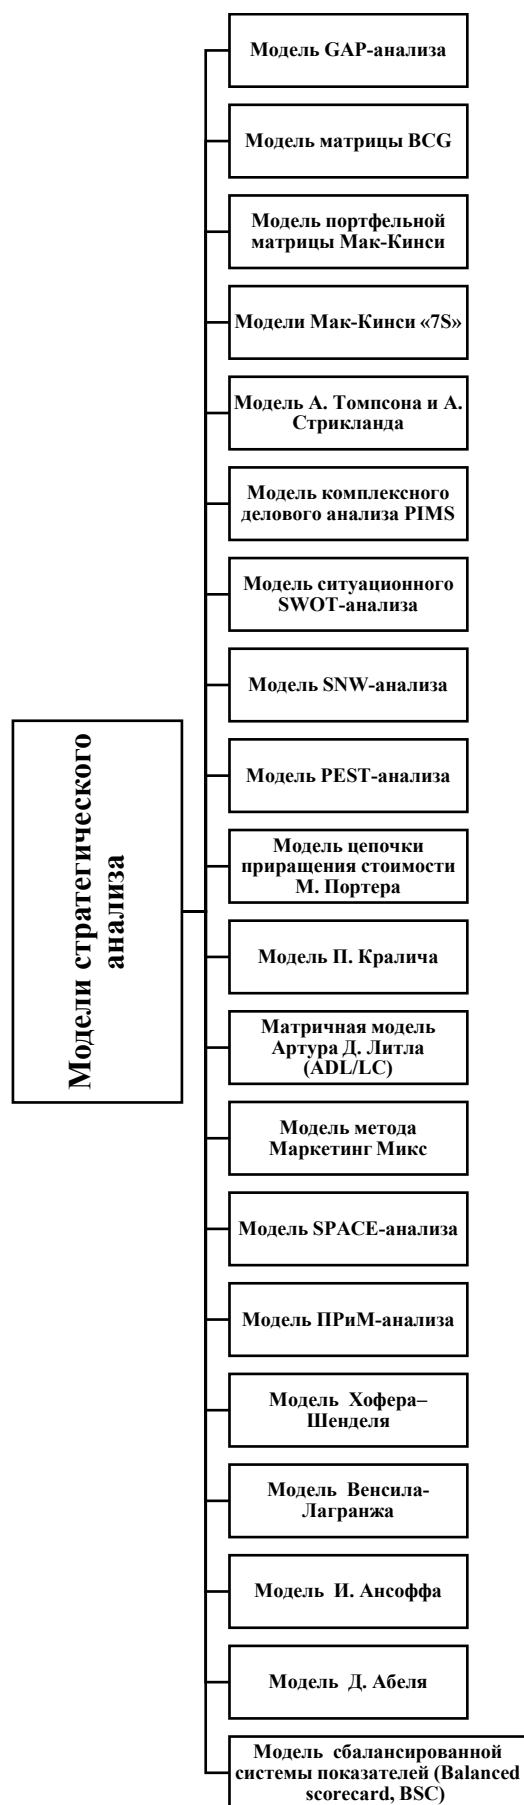 Модели стратегического
анализа
Модель GAP-анализа
Модель матрицы BCG
Модель портфельной
матрицы Мак-Кинси
Модели Мак-Кинси «7S»
Модель А. Томпсона и А.
Стрикланда
Модель комплексного
делового анализа PIMS
Модель ситуационного
SWOT-анализа
Модель SNW-анализа
Модель PEST-анализа
Модель цепочки
приращения стоимости
М. Портера
Модель П. Кралича
Матричная модель
Артура Д. Литла
(ADL/LC)
Модель метода
Маркетинг Микс
Модель SPACE-анализа
Модель ПРиМ-анализа
Модель Хофера–
Шенделя
Модель Венсила-
Лагранжа
Модель И. Ансоффа
Модель Д. Абеля
Модель сбалансированной
системы показателей (Balanced
scorecard, BSC)